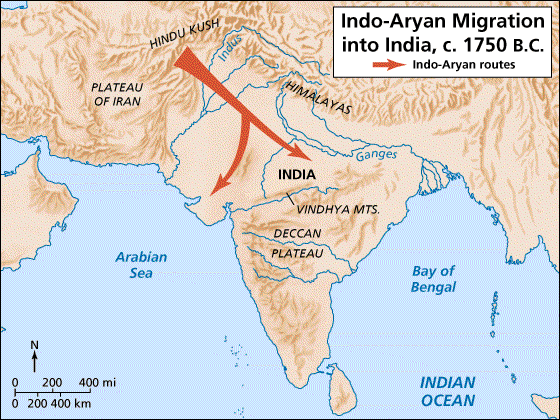 Indo-Aryan Migration
into India, c. 1750 B.C.
Indo-Aryan routes
HINDU KUSH
Indus
PLATEAU
OF IRAN
HIMALAYAS
Ganges
INDIA
VINDHYA MTS.
DECCAN
PLATEAU
Arabian
Sea
Bay of
Bengal
N
0 200 400 mi
0 200 400 km
INDIAN
OCEAN